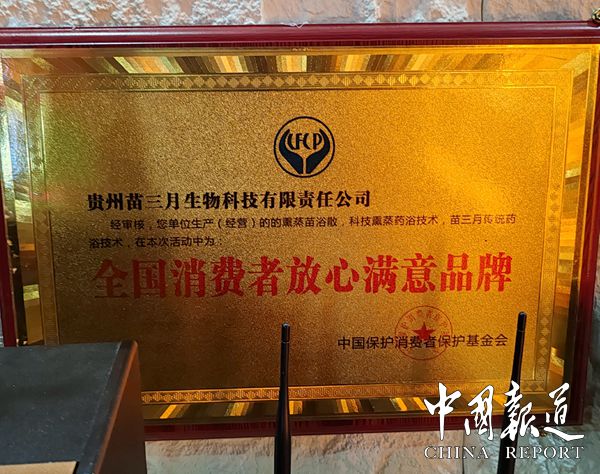 CFCP
贵州苗三月生物科技有限责任公司
经审核，您单位生产（经营）的的熏蒸苗浴散，科技熏蒸药浴技术，苗三月传统药
浴技术，在本次活动中为：
全国消费者放心满意品牌
中国保护消费者保护基金会
中国报道
CHINA REPORT